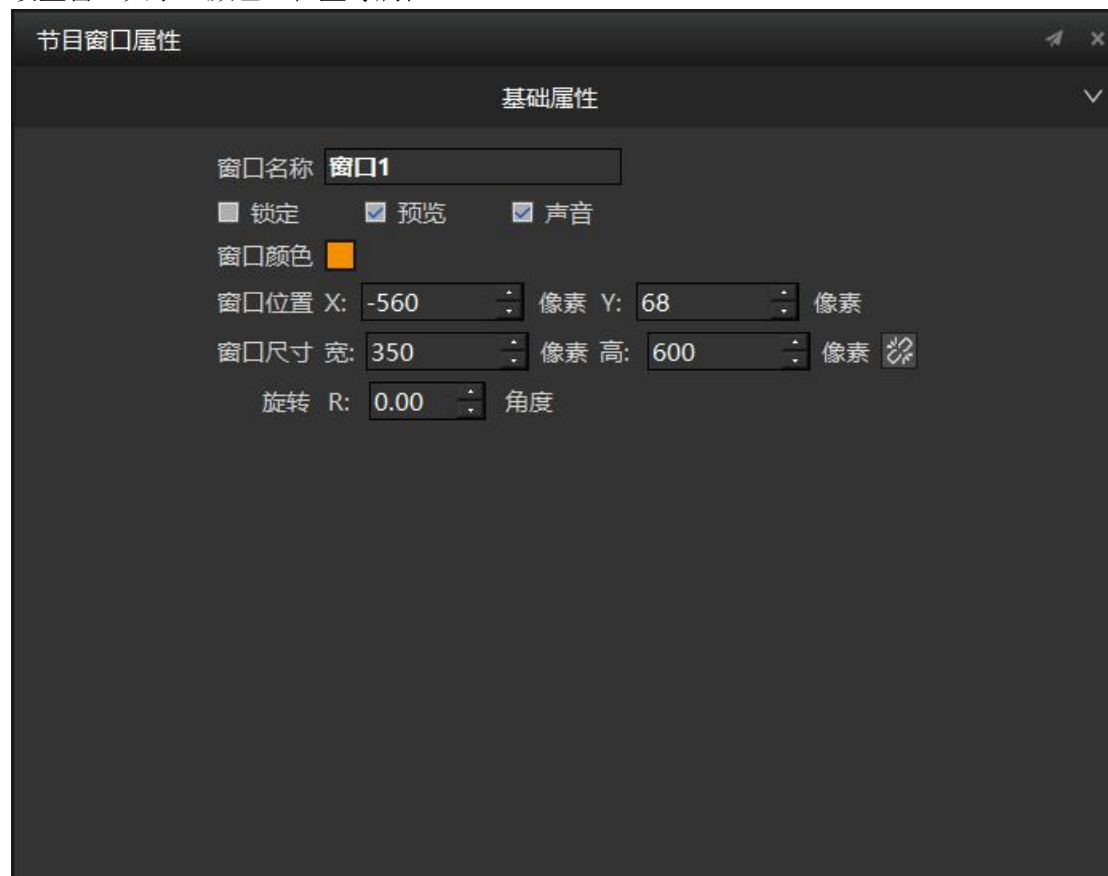 节目窗口属性
基础属性
窗口名称 窗口1
锁定 预览 声音
窗口颜色
窗口位置 X: -560 像素 Y: 68 像素
窗口尺寸 宽: 350 像素 高: 600 像素
旋转 R: 0.00 角度